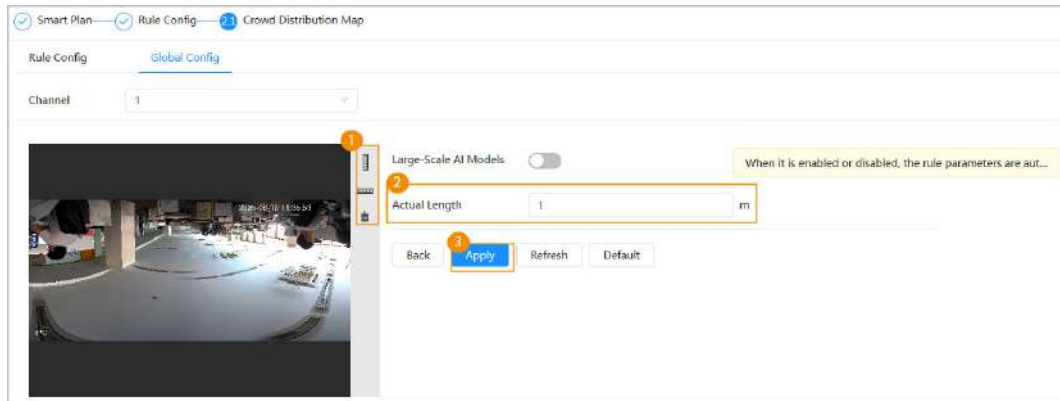 Smart Plan Rule Config 2.1 Crowd Distribution Map
Rule Config Global Config
Channel 1
1
Large-Scale AI Models
When it is enabled or disabled, the rule parameters are aut...
2
Actual Length 1 m
3
Back Apply Refresh Default